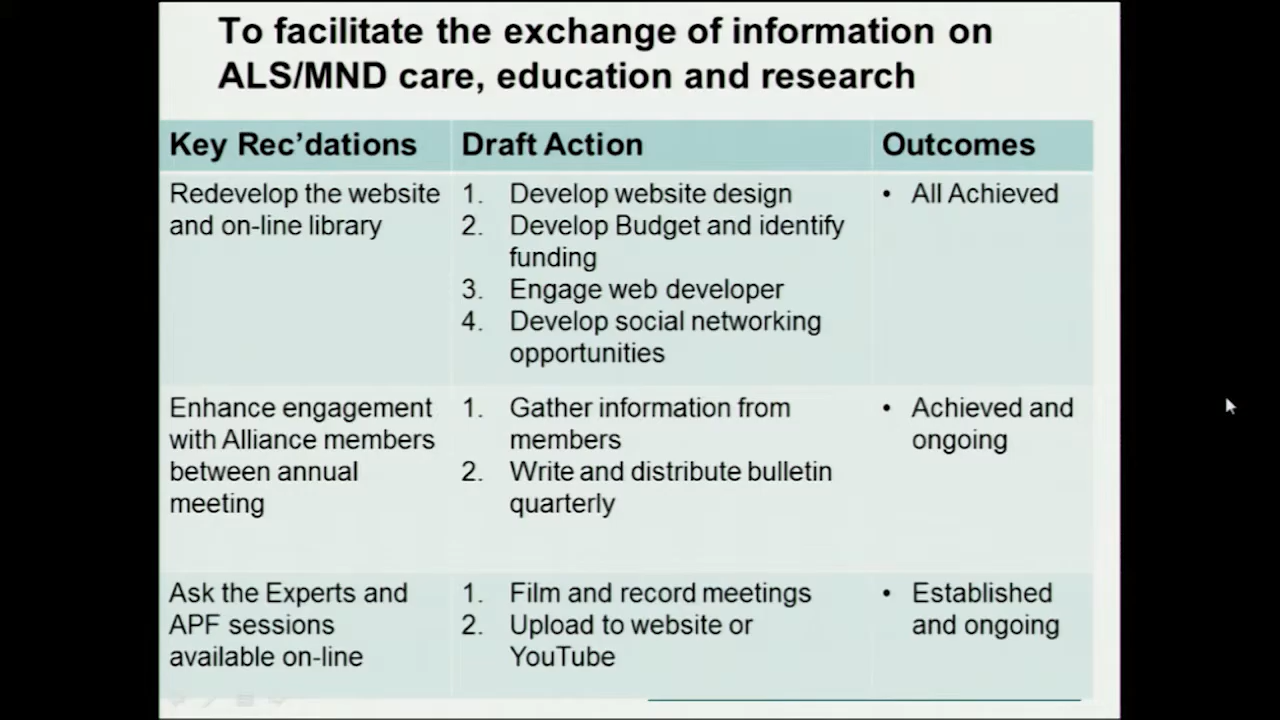 To facilitate the exchange of information on
ALS/MND care, education and research
Key Rec'dations
Draft Action
Outcomes
Redevelop the website
and on-line library
1. Develop website design
2. Develop Budget and identify
funding
3. Engage web developer
4. Develop social networking
opportunities
• All Achieved
Enhance engagement
with Alliance members
between annual
meeting
1. Gather information from
members
2. Write and distribute bulletin
quarterly
• Achieved and
ongoing
Ask the Experts and
APF sessions
available on-line
1. Film and record meetings
2. Upload to website or
YouTube
• Established
and ongoing